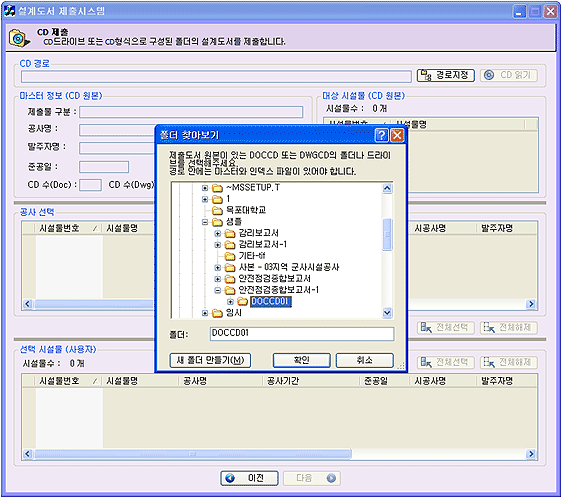 설계도서 제출시스템
CD 제출
CD드라이브 또는 CD형식으로 구성된 폴더의 설계도서를 제출합니다.
CD 경로
경로지정
CD 읽기
마스터 정보 (CD 원본)
제출물 구분 :
공사명 :
발주자명 :
준공일 :
CD 수(Doc) :
CD 수(Dwg)
대상 시설물 (CD 원본)
시설물수 : 0 개
시설물번호 / 시설물명
폴더 찾아보기
제출도서 원본이 있는 DOCCD 또는 DWGCD의 폴더나 드라이
브를 선택해주세요.
경로 안에는 마스터와 인덱스 파일이 있어야 합니다.
~MSSETUP.T
1
목포대학교
샘플
감리보고서
감리보고서-1
기타-tif
사본 - 03지역 군사시설공사
안전점검종합보고서
안전점검종합보고서-1
DOCCD01
임시
폴더:
DOCCD01
새 폴더 만들기(M)
확인
취소
공사 선택
시설물번호 / 시설물명
시공사명
발주자명
전체선택
전체해제
선택 시설물 (사용자)
시설물수 : 0 개
전체선택
전체해제
시설물번호 / 시설물명 공사명 공사기간 준공일 시공사명 발주자명
이전
다음